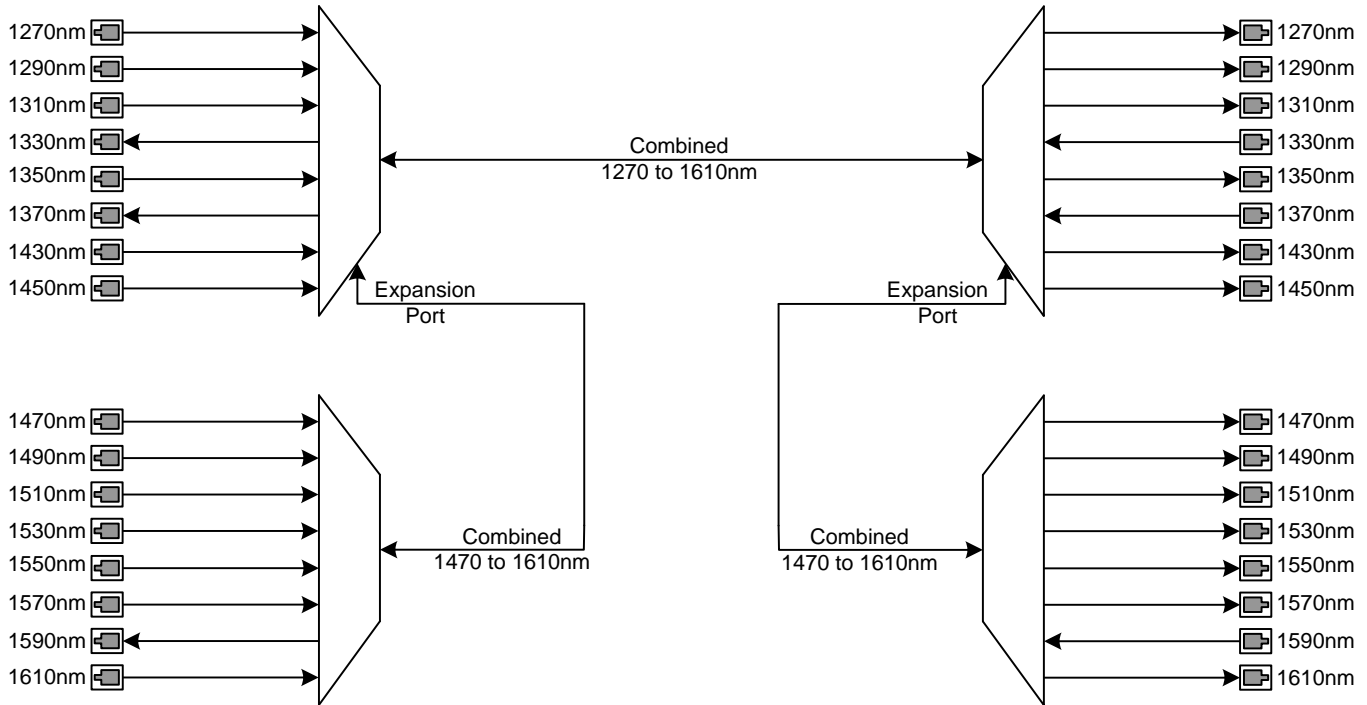 1270nm
1290nm
1310nm
1330nm
1350nm
1370nm
1430nm
1450nm
Combined
1270 to 1610nm
1270nm
1290nm
1310nm
1330nm
1350nm
1370nm
1430nm
1450nm
Expansion
Port
Expansion
Port
1470nm
1490nm
1510nm
1530nm
1550nm
1570nm
1590nm
1610nm
Combined
1470 to 1610nm
Combined
1470 to 1610nm
1470nm
1490nm
1510nm
1530nm
1550nm
1570nm
1590nm
1610nm